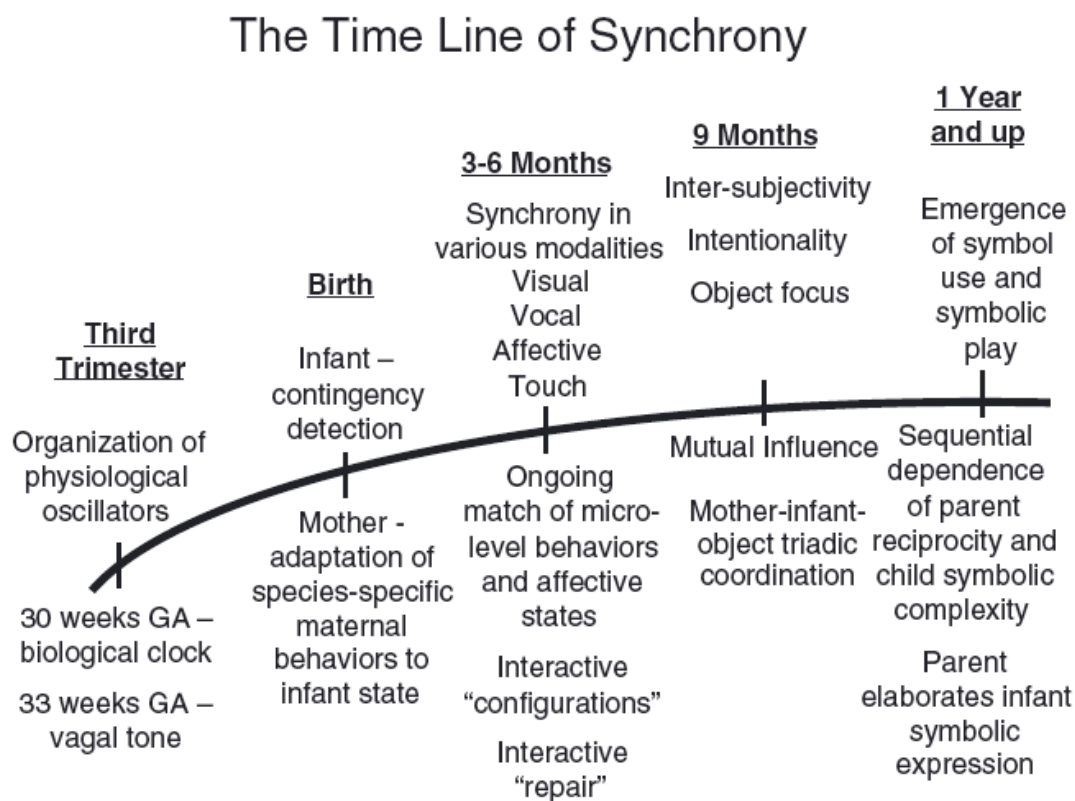 The Time Line of Synchrony
Third
Trimester
Organization of
physiological
oscillators
30 weeks GA –
biological clock
33 weeks GA –
vagal tone
Birth
Infant –
contingency
detection
Mother -
adaptation of
species-specific
maternal
behaviors to
infant state
3-6 Months
Synchrony in
various modalities
Visual
Vocal
Affective
Touch
Ongoing
match of micro-
level behaviors
and affective
states
Interactive
“configurations”
Interactive
“repair”
9 Months
Inter-subjectivity
Intentionality
Object focus
Mutual Influence
Mother-infant-
object triadic
coordination
1 Year
and up
Emergence
of symbol
use and
symbolic
play
Sequential
dependence
of parent
reciprocity and
child symbolic
complexity
Parent
elaborates infant
symbolic
expression